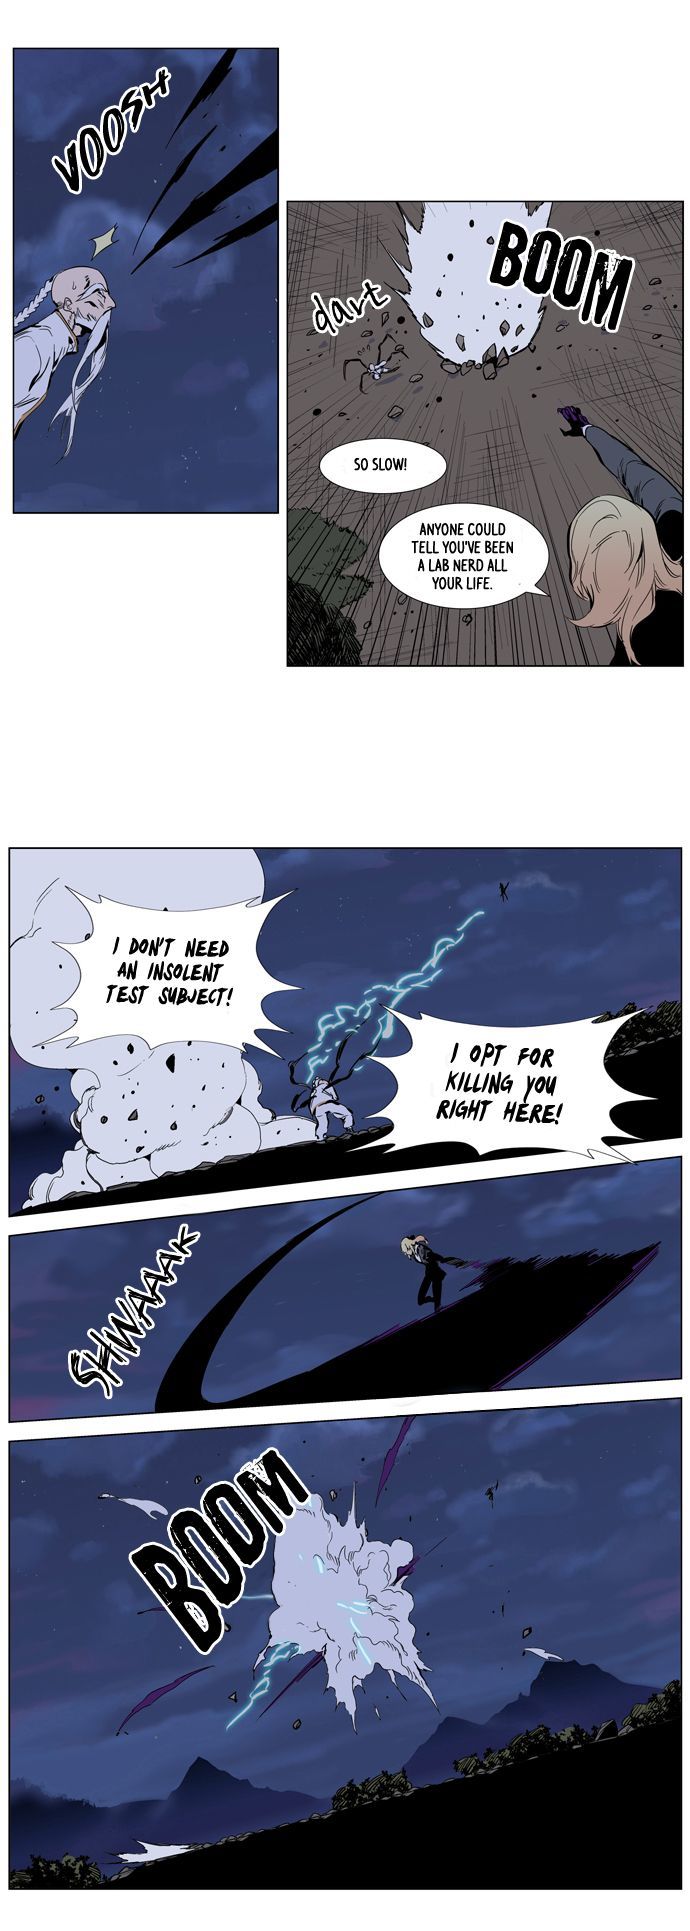 VOOSH
BOOM
dart
SO SLOW!
ANYONE COULD
TELL YOU'VE BEEN
A LAB NERD ALL
YOUR LIFE.
I DON'T NEED
AN INSOLENT
TEST SUBJECT!
I OPT FOR
KILLING YOU
RIGHT HERE!
SHWAAAK
BOOM